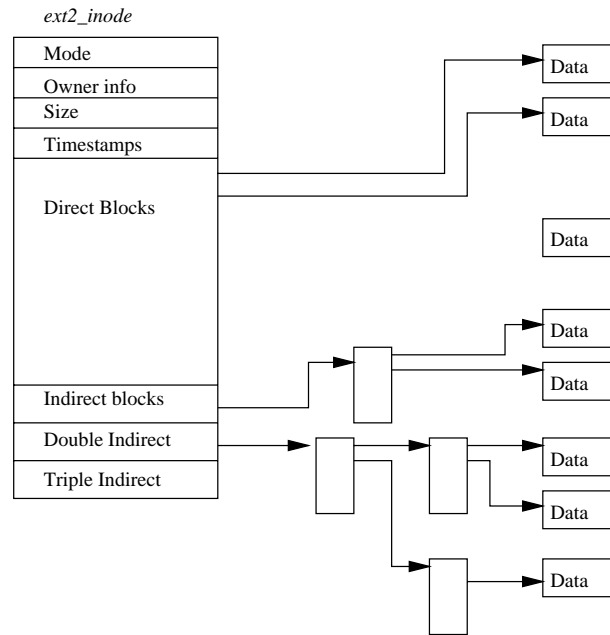 ext2_inode
Mode
Owner info
Size
Timestamps
Direct Blocks
Indirect blocks
Double Indirect
Triple Indirect
Data
Data
Data
Data
Data
Data
Data
Data